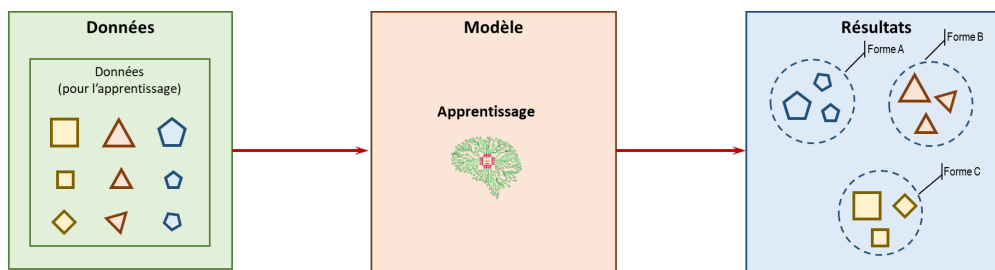 Données
Données
(pour l'apprentissage)
Modèle
Apprentissage
Résultats
Forme A
Forme B
Forme C